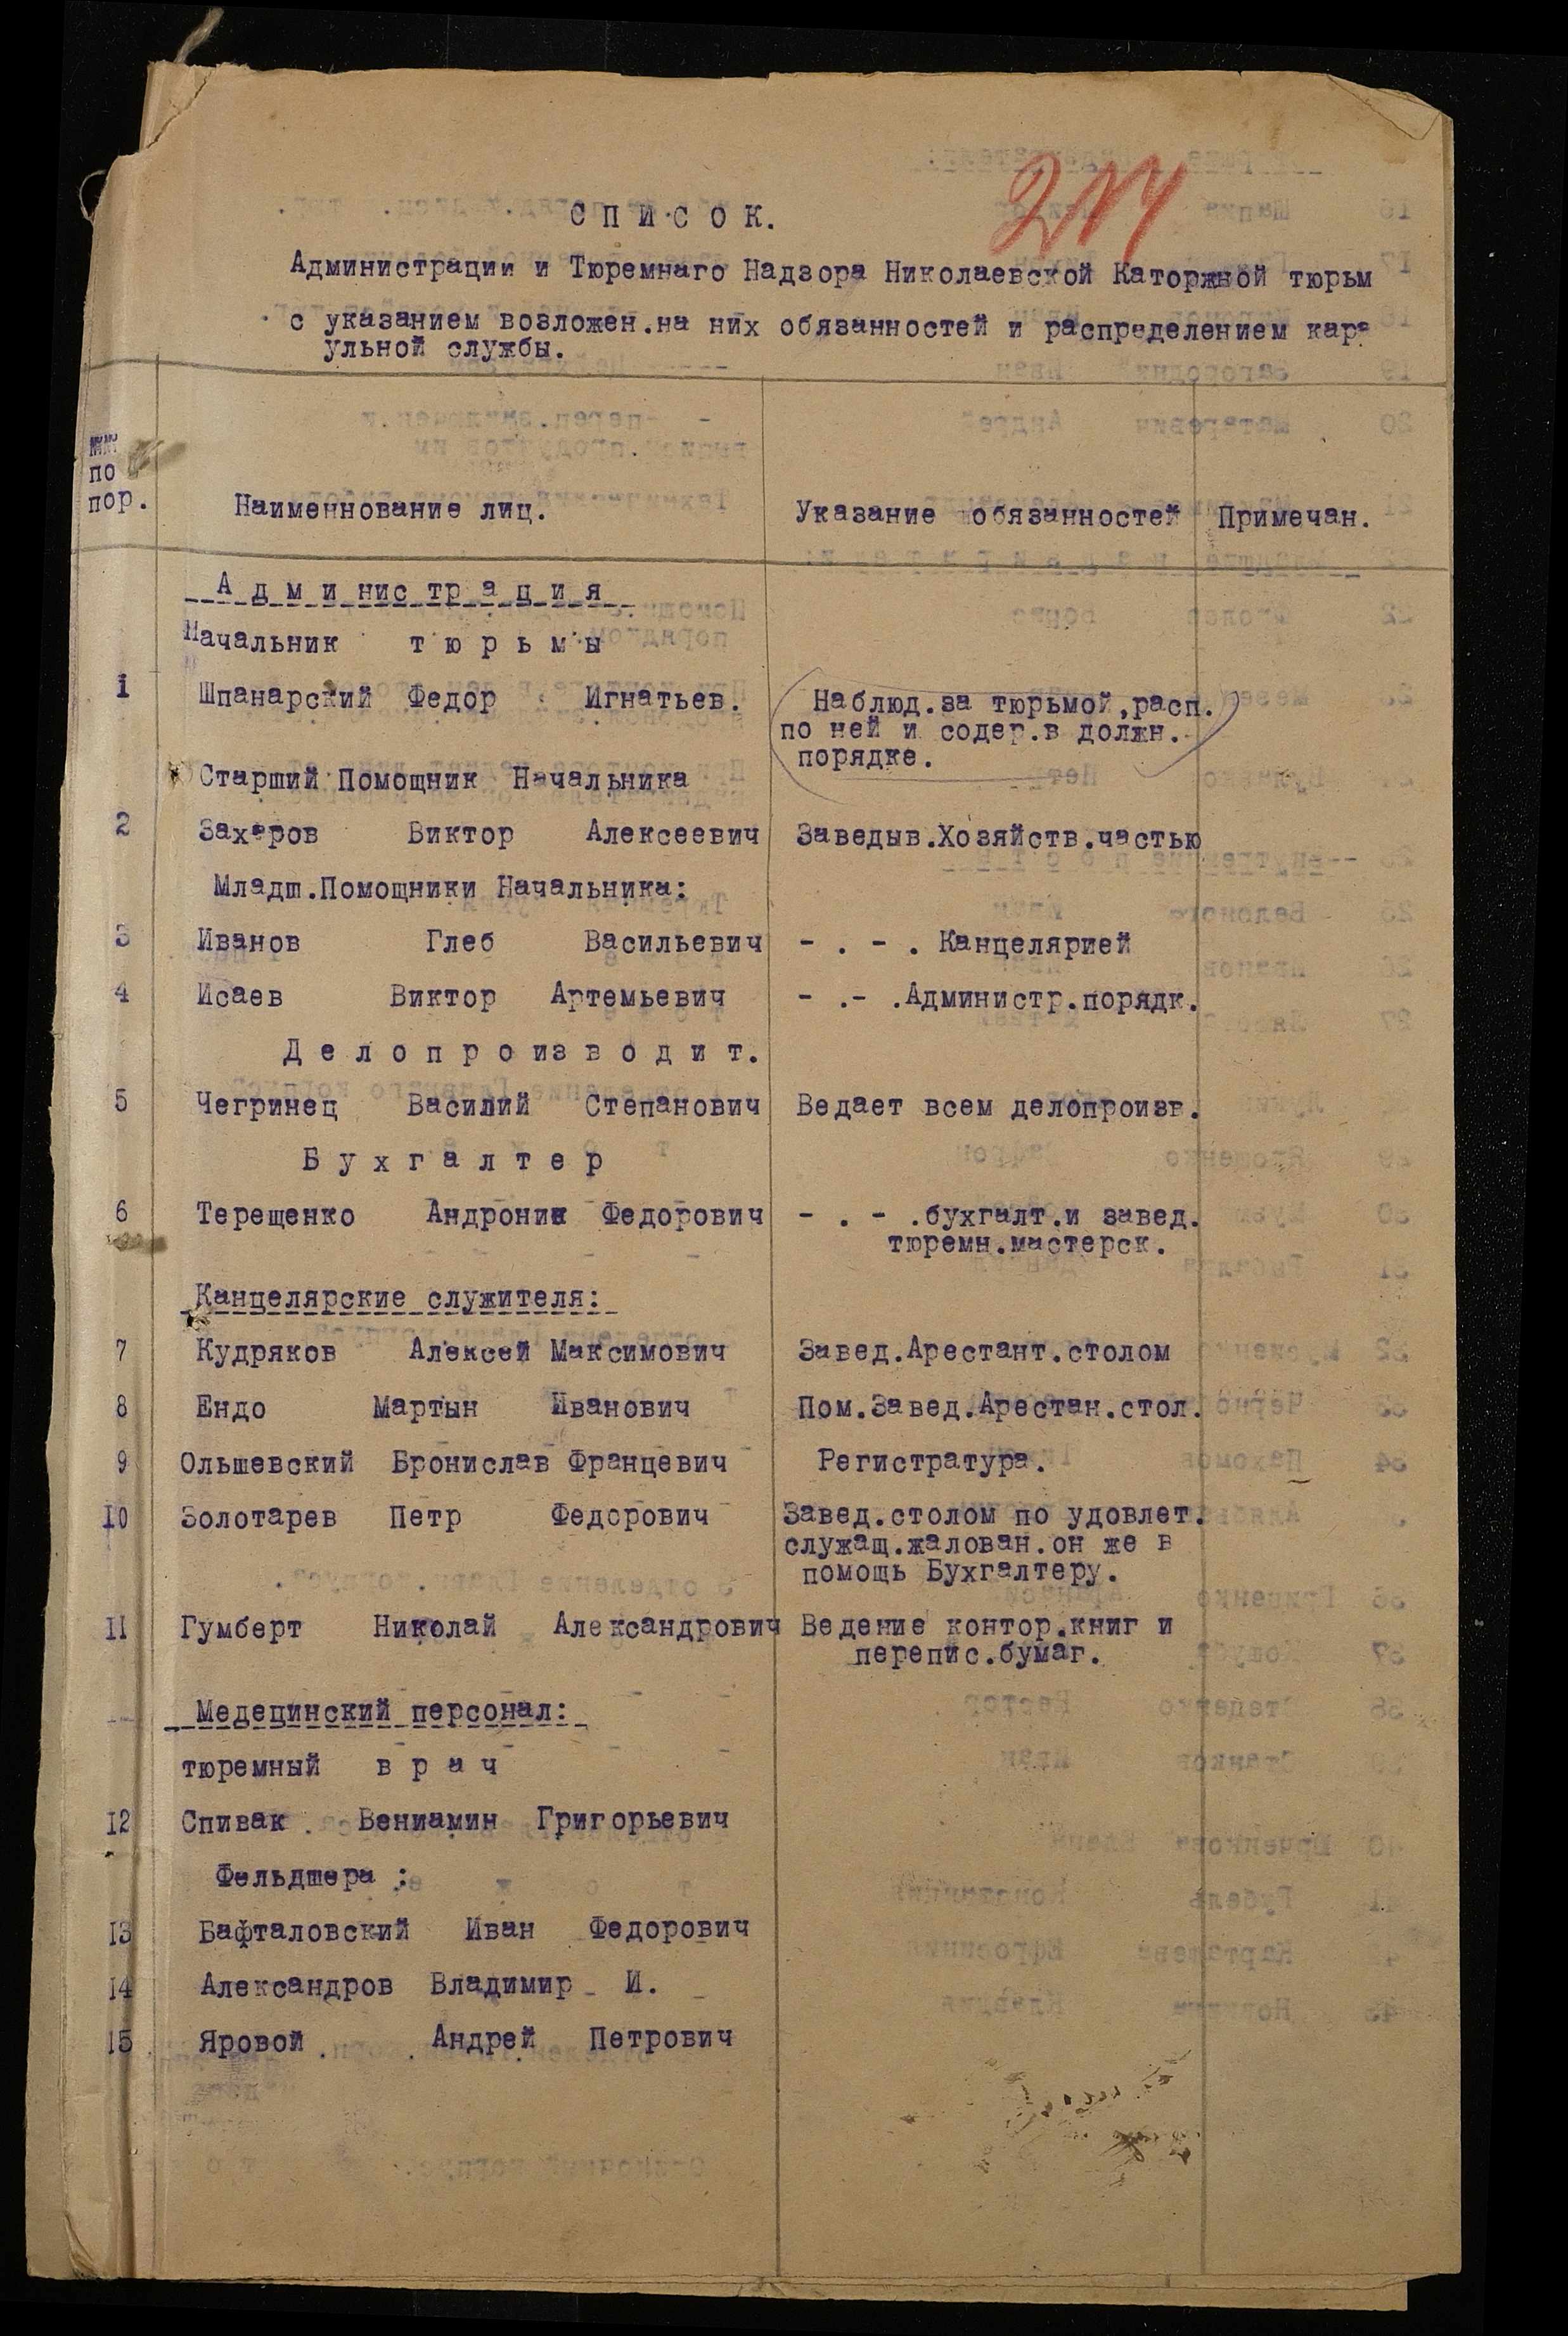 С П И С О К.
Администрации и Тюремнаго Надзора Николаевской Каторжной тюрьм
с указанием возложен.на них обязанностей и распределением кара
ульной службы.
№№
по
пор.
Наименнование лиц. Указание обязанностей Примечан.
А д м и нис тр а ц и я
Начальник т ю р ь м ы
1 Шпанарский Федор Игнатьев. Наблюд.за тюрьмой,расп.
по ней и содер.в должн.
порядке.
Старший Помощник Начальника
2 Захаров Виктор Алексеевич Заведыв.Хозяйств.частью
Младш.Помощники Начальника:
3 Иванов Глеб Васильевич - . - . Канцелярией
4 Исаев Виктор Артемьевич - .- .Администр.порядк.
Д е л о п р о из в о д и т.
5 Чегринец Василий Степанович Ведает всем делопроизв.
Б у х г а л т е р
6 Терещенко Андроник Федорович - . - .бухгалт.и завед.
тюремн.мастерск.
Канцелярские служителя:
7 Кудряков Алексей Максимович Завед.Арестант.столом
8 Ендо Мартын Иванович Пом.Завед.Арестан.стол.
9 Ольшевский Бронислав Францевич Регистратура.
10 Золотарев Петр Федорович Завед.столом по удовлет.
служащ.жалован.он же в
помощь Бухгалтеру.
11 Гумберт Николай Александрович Ведение контор.книг и
перепис.бумаг.
Медецинский персонал:
тюремный в р а ч
12 Спивак Вениамин Григорьевич
Фельдшера :
13 Бафталовский Иван Федорович
14 Александров Владимир И.
15 Яровой Андрей Петрович